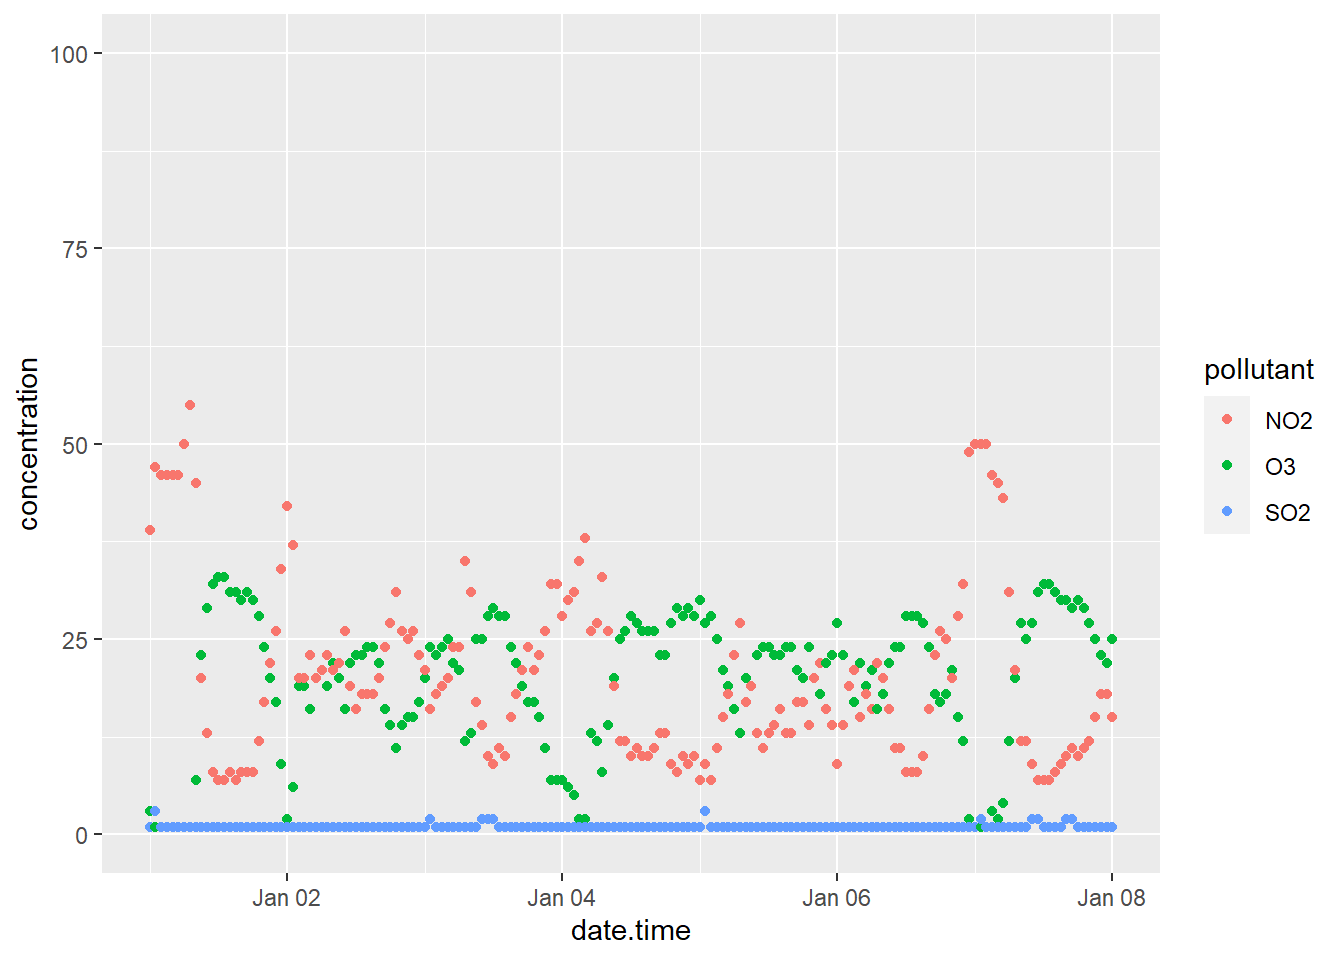 100
75
50
25
0
concentration
Jan 02
Jan 04
Jan 06
Jan 08
date.time
pollutant
NO2
O3
SO2